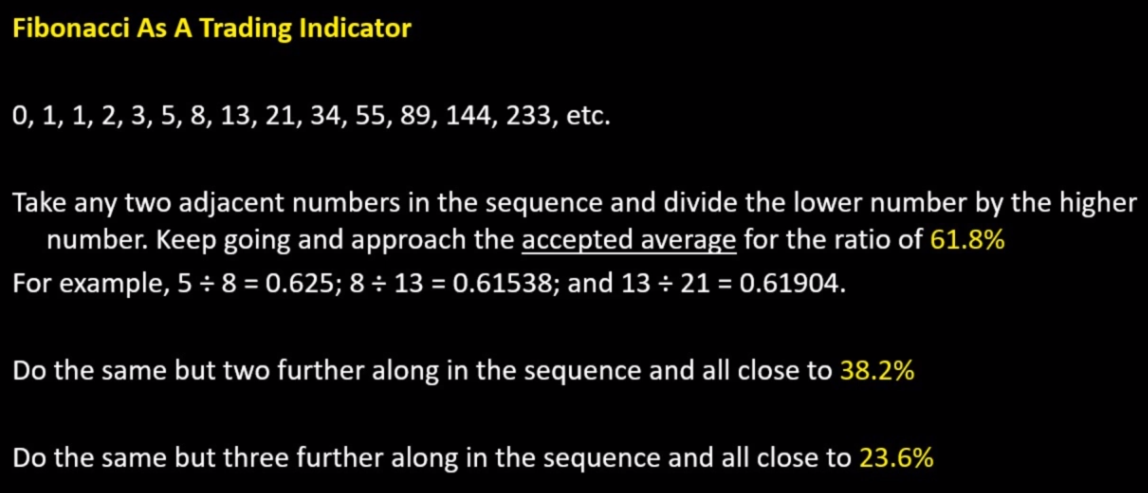 Fibonacci As A Trading Indicator
0, 1, 1, 2, 3, 5, 8, 13, 21, 34, 55, 89, 144, 233, etc.
Take any two adjacent numbers in the sequence and divide the lower number by the higher
number. Keep going and approach the accepted average for the ratio of 61.8%
For example, 5 ÷ 8 = 0.625; 8 ÷ 13 = 0.61538; and 13 ÷ 21 = 0.61904.
Do the same but two further along in the sequence and all close to 38.2%
Do the same but three further along in the sequence and all close to 23.6%